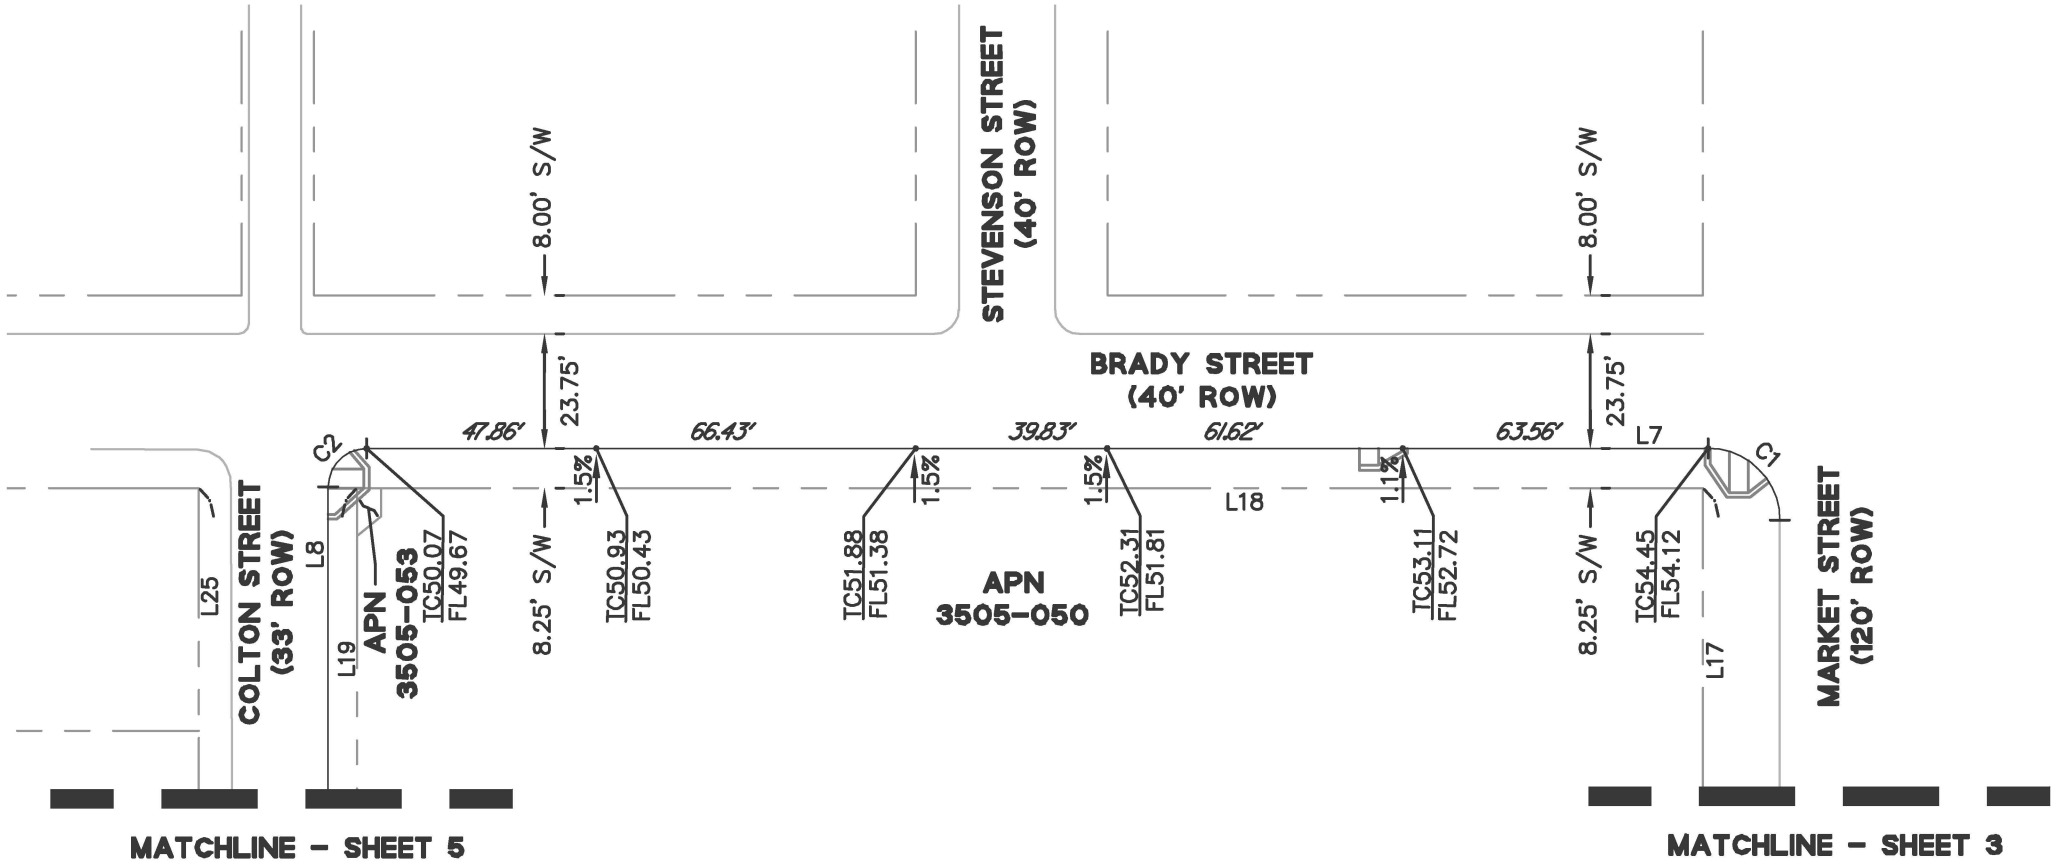 STEVENSON STREET
(40' ROW)
8.00' S/W
8.00' S/W
BRADY STREET
(40' ROW)
23.75'
23.75'
C2
47.86'
66.43'
39.83'
61.62'
63.56'
L7
C1
1.5%
1.5%
1.5%
1.1%
L18
COLTON STREET
(33' ROW)
L25
L8
L19
APN
3505-053
TC50.07
FL49.67
8.25' S/W
TC50.93
FL50.43
TC51.88
FL51.38
APN
3505-050
TC52.31
FL51.81
TC53.11
FL52.72
8.25' S/W
TC54.45
FL54.12
L17
MARKET STREET
(120' ROW)
MATCHLINE - SHEET 5
MATCHLINE - SHEET 3